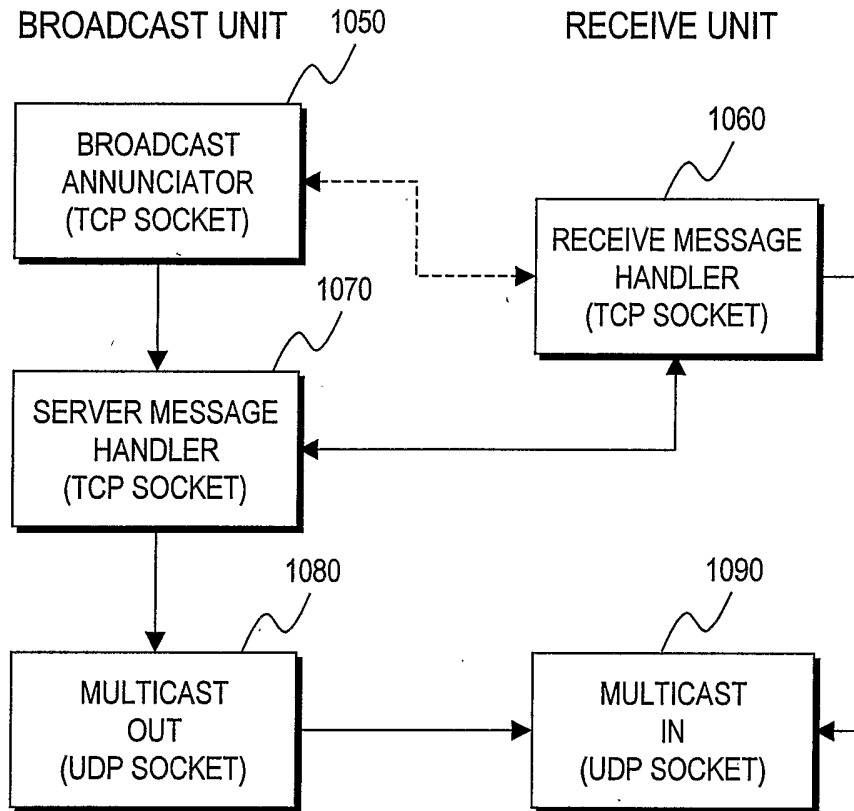 BROADCAST UNIT
RECEIVE UNIT
1050
BROADCAST
ANNUNCIATOR
(TCP SOCKET)
1060
RECEIVE MESSAGE
HANDLER
(TCP SOCKET)
1070
SERVER MESSAGE
HANDLER
(TCP SOCKET)
1080
MULTICAST
OUT
(UDP SOCKET)
1090
MULTICAST
IN
(UDP SOCKET)